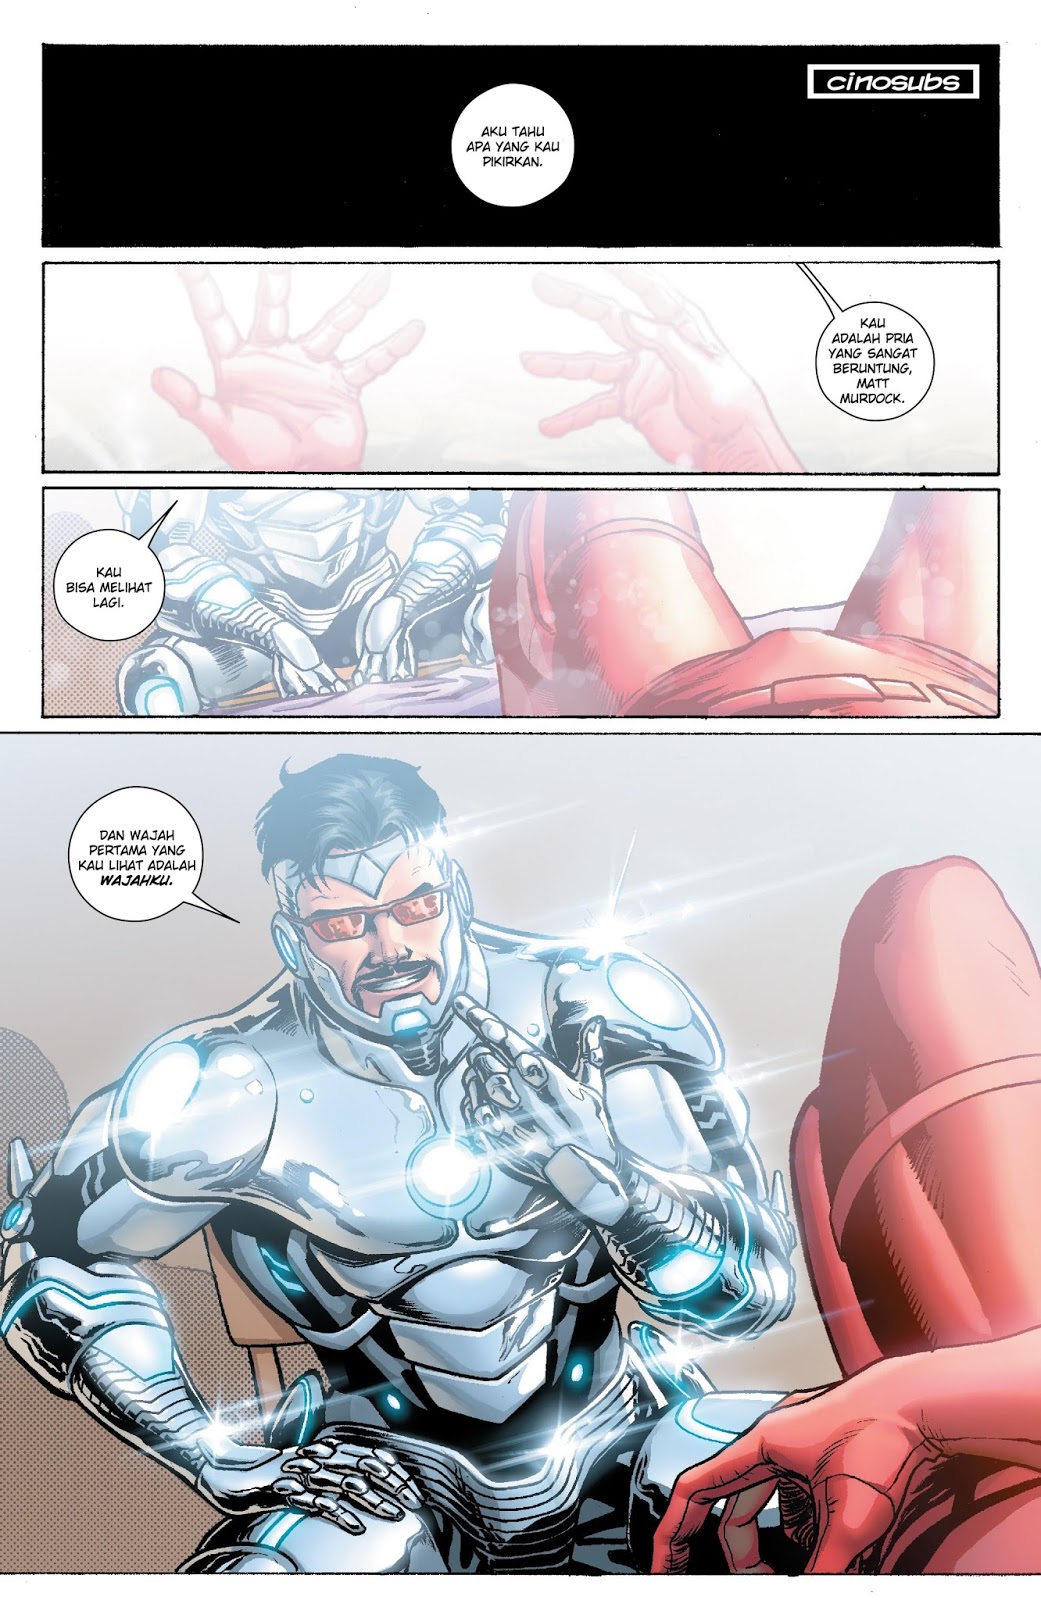 cinosubs
AKU TAHU
APA YANG KAU
PIKIRKAN.
KAU
ADALAH PRIA
YANG SANGAT
BERUNTUNG,
MATT
MURDOCK.
KAU
BISA MELIHAT
LAGI.
DAN WAJAH
PERTAMA YANG
KAU LIHAT ADALAH
WAJAHKU.